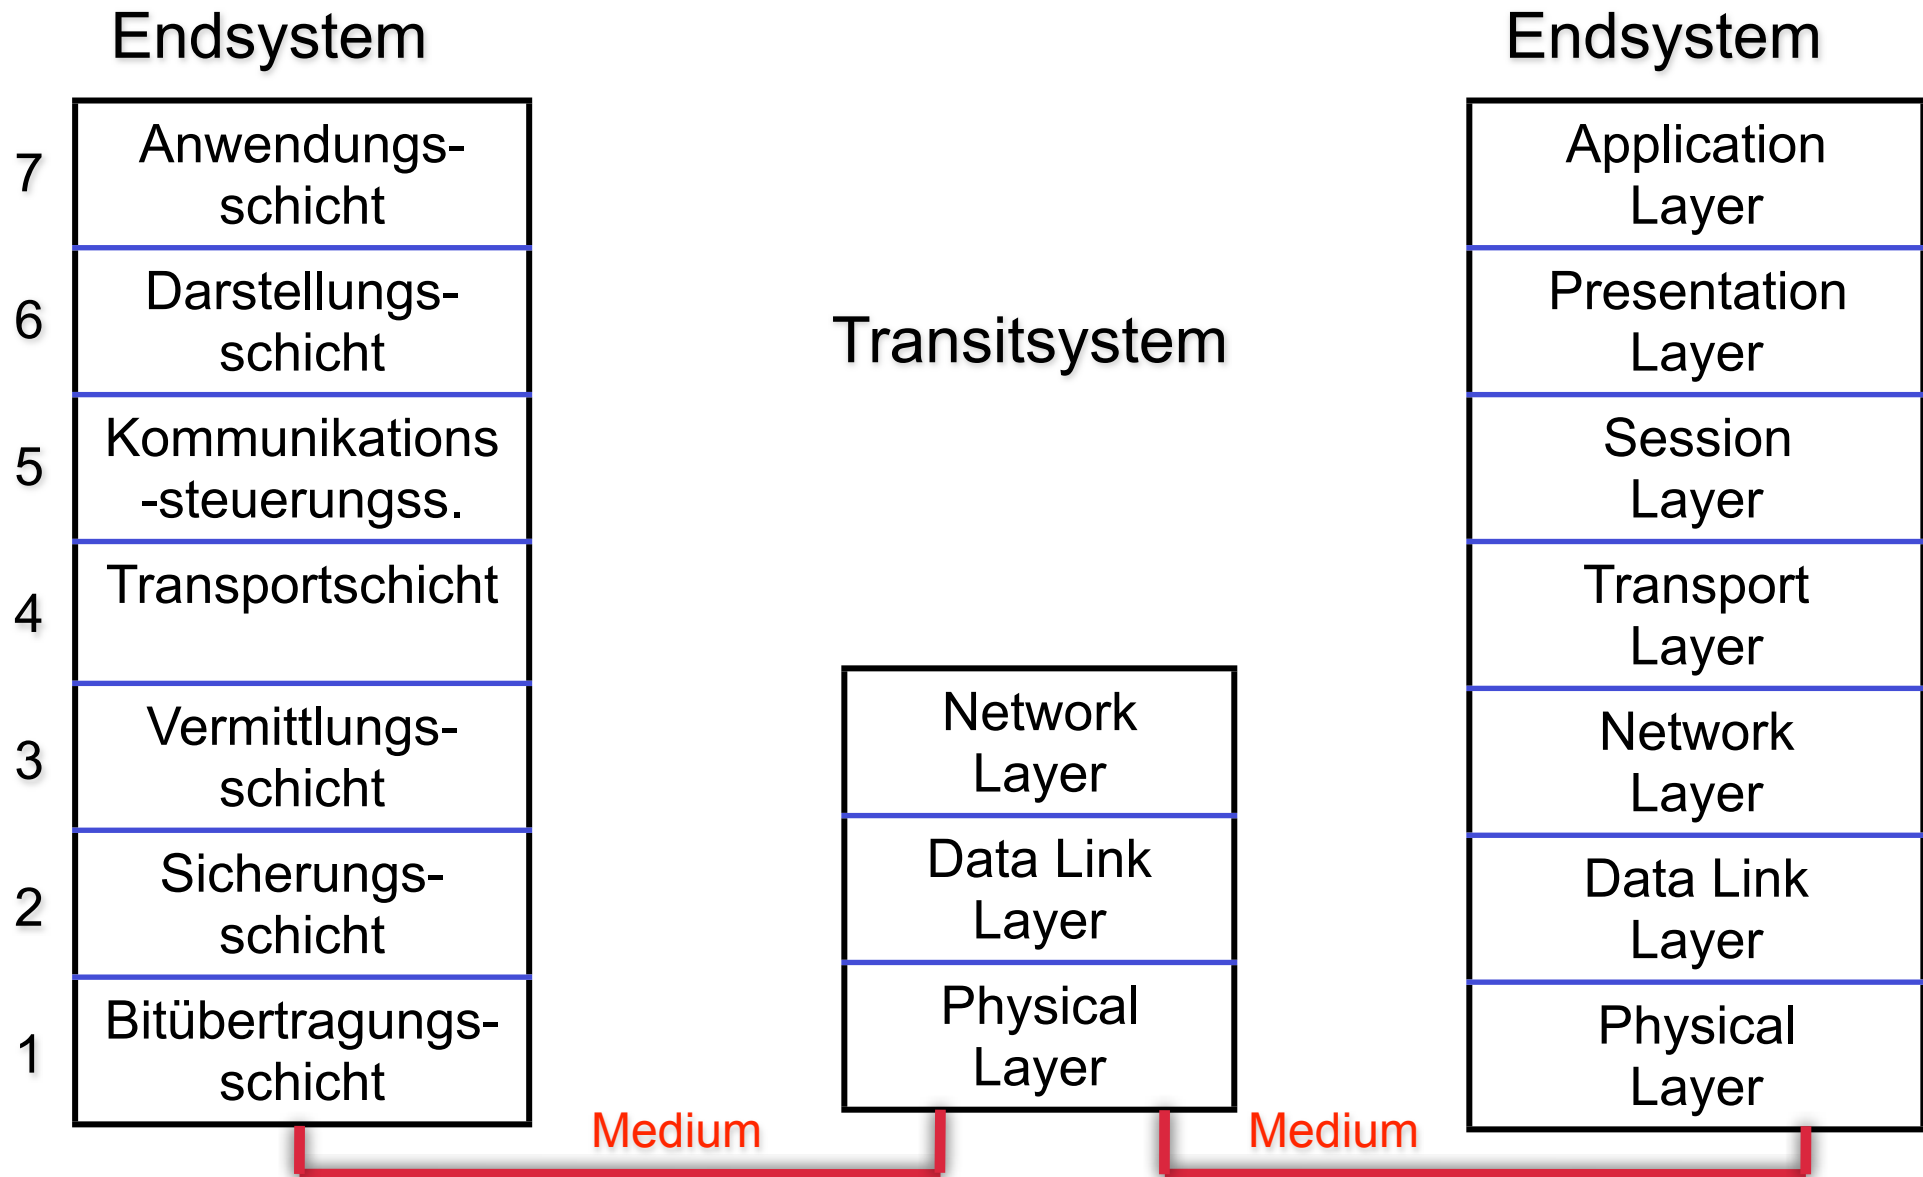 Endsystem
7
Anwendungs-
schicht
6
Darstellungs-
schicht
5
Kommunikations
-steuerungss.
4
Transportschicht
3
Vermittlungs-
schicht
2
Sicherungs-
schicht
1
Bitübertragungs-
schicht
Medium
Transitsystem
Network
Layer
Data Link
Layer
Physical
Layer
Medium
Endsystem
Application
Layer
Presentation
Layer
Session
Layer
Transport
Layer
Network
Layer
Data Link
Layer
Physical
Layer